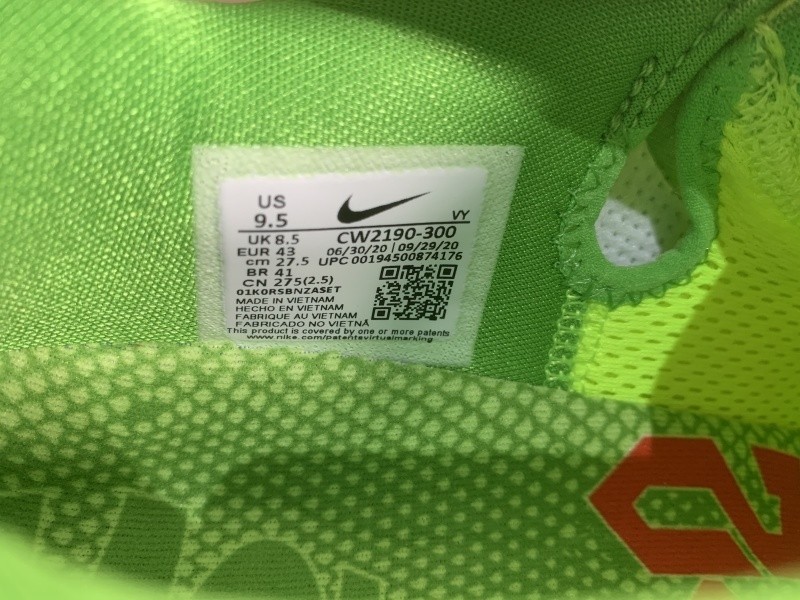 US
9.5
VY
UK 8.5
CW2190-300
EUR 43
06/30/20 | 09/29/20
cm 27.5
UPC 00194500874176
BR 41
CN 275(2.5)
01K0RSBNZASET
MADE IN VIETNAM
HECHO EN VIETNAM
FABRIQUE AU VIETNAM
FABRICADO NO VIETNÃ
This product is covered by one or more patents
www.nike.com/patentsvirtualmarking